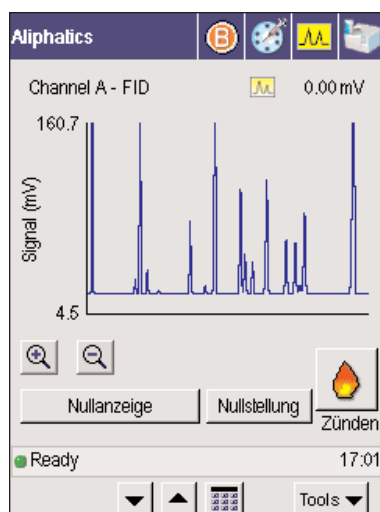 Aliphatics
B
Channel A - FID 0.00 mV
160.7
Signal (mV)
4.5
Nullanzeige Nullstellung
Zünden
Ready 17:01
Tools